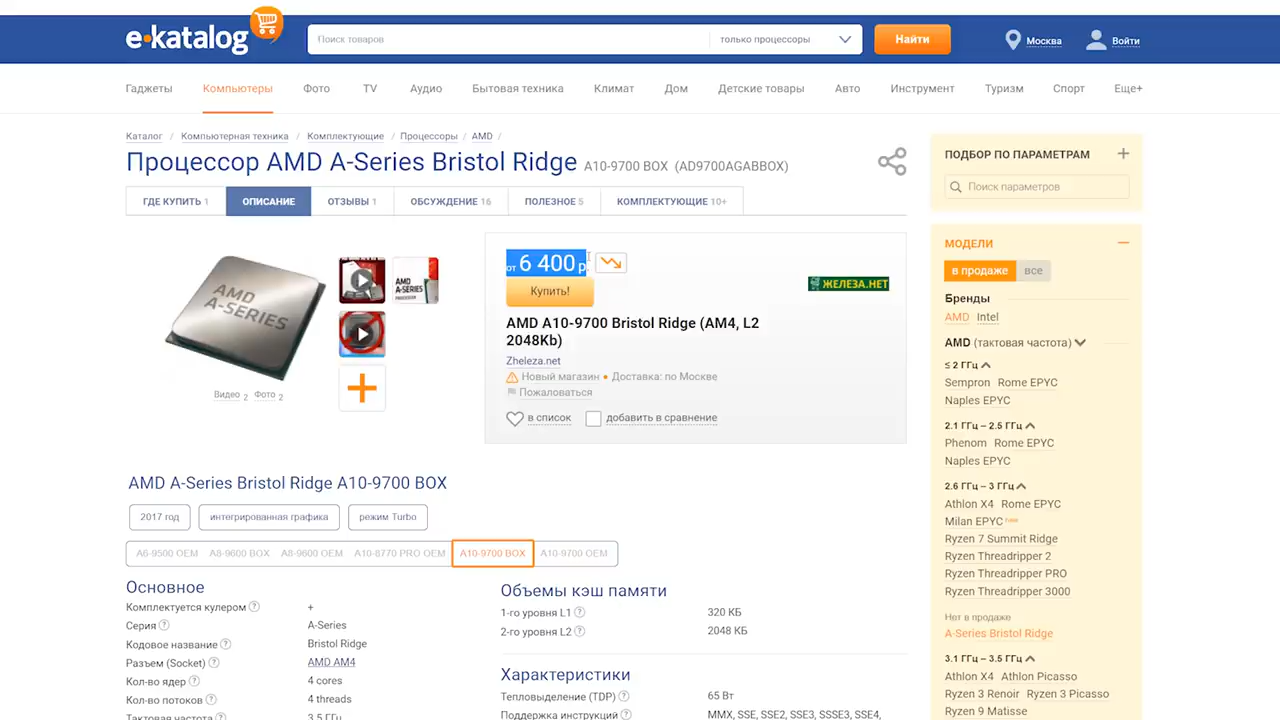 e•katalog
Поиск товаров
только процессоры
Найти
Москва
Войти
Гаджеты Компьютеры Фото TV Аудио Бытовая техника Климат Дом Детские товары Авто Инструмент Туризм Спорт Еще+
Каталог / Компьютерная техника / Комплектующие / Процессоры / AMD /
Процессор AMD A-Series Bristol Ridge A10-9700 BOX (AD9700AGABBOX)
ГДЕ КУПИТЬ 1 ОПИСАНИЕ ОТЗЫВЫ 1 ОБСУЖДЕНИЕ 16 ПОЛЕЗНОЕ 5 КОМПЛЕКТУЮЩИЕ 10+
AMD
A-SERIES
AMD
A-SERIES
Видео 2 Фото 2
от 6 400 р.
Купить!
ЖЕЛЕЗА.НЕТ
AMD A10-9700 Bristol Ridge (AM4, L2
2048Kb)
Zheleza.net
Новый магазин • Доставка: по Москве
Пожаловаться
в список
добавить в сравнение
AMD A-Series Bristol Ridge A10-9700 BOX
2017 год
интегрированная графика
режим Turbo
A6-9500 OEM A8-9600 BOX A8-9600 OEM A10-8770 PRO OEM A10-9700 BOX A10-9700 OEM
Основное
Комплектуется кулером ? +
Серия ? A-Series
Кодовое название ? Bristol Ridge
Разъем (Socket) ? AMD AM4
Кол-во ядер ? 4 cores
Кол-во потоков ? 4 threads
Тактовая частота ? 3.5 ГГц
Объемы кэш памяти
1-го уровня L1 ? 320 КБ
2-го уровня L2 ? 2048 КБ
Характеристики
Тепловыделение (TDP) ? 65 Вт
Поддержка инструкций ? MMX, SSE, SSE2, SSE3, SSSE3, SSE4,
ПОДБОР ПО ПАРАМЕТРАМ +
Поиск параметров
МОДЕЛИ
в продаже все
Бренды
AMD Intel
AMD (тактовая частота)
≤ 2 ГГц
Sempron Rome EPYC
Naples EPYC
2.1 ГГц – 2.5 ГГц
Phenom Rome EPYC
Naples EPYC
2.6 ГГц – 3 ГГц
Athlon X4 Rome EPYC
Milan EPYC
Ryzen 7 Summit Ridge
Ryzen Threadripper 2
Ryzen Threadripper PRO
Ryzen Threadripper 3000
Нет в продаже
A-Series Bristol Ridge
3.1 ГГц – 3.5 ГГц
Athlon X4 Athlon Picasso
Ryzen 3 Renoir Ryzen 3 Picasso
Ryzen 9 Matisse